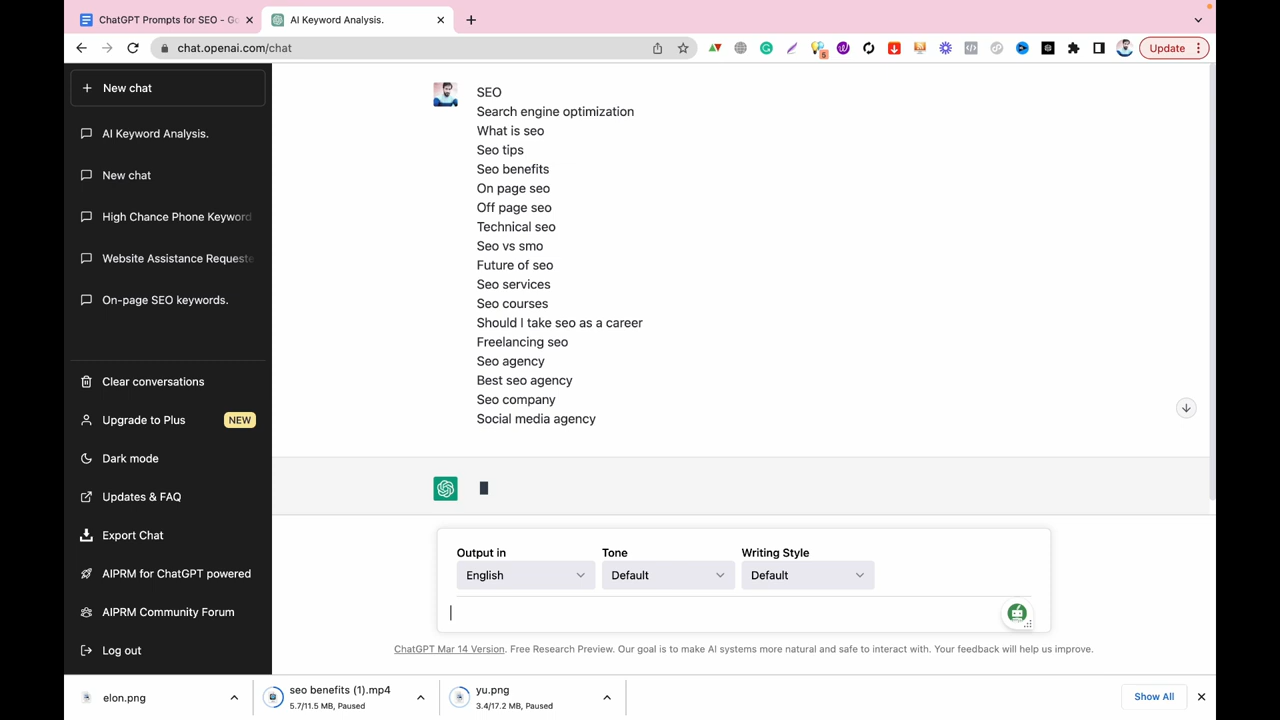 ChatGPT Prompts for SEO - Go
AI Keyword Analysis.
chat.openai.com/chat
Update
New chat
AI Keyword Analysis.
New chat
High Chance Phone Keyword
Website Assistance Requeste
On-page SEO keywords.
Clear conversations
Upgrade to Plus NEW
Dark mode
Updates & FAQ
Export Chat
AIPRM for ChatGPT powered
AIPRM Community Forum
Log out
SEO
Search engine optimization
What is seo
Seo tips
Seo benefits
On page seo
Off page seo
Technical seo
Seo vs smo
Future of seo
Seo services
Seo courses
Should I take seo as a career
Freelancing seo
Seo agency
Best seo agency
Seo company
Social media agency
Output in Tone Writing Style
English Default Default
ChatGPT Mar 14 Version. Free Research Preview. Our goal is to make AI systems more natural and safe to interact with. Your feedback will help us improve.
elon.png
seo benefits (1).mp4
5.7/11.5 MB, Paused
yu.png
3.4/17.2 MB, Paused
Show All